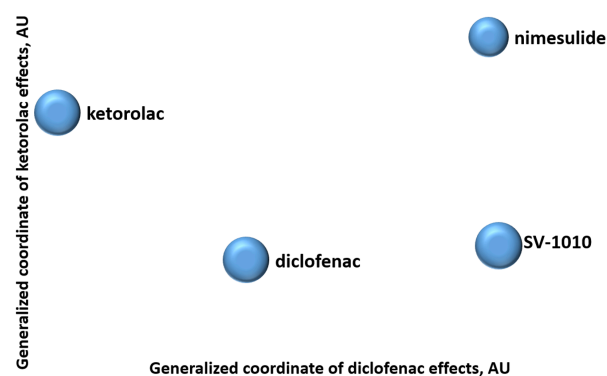 Generalized coordinate of ketorolac effects, AU
nimesulide
ketorolac
SV-1010
diclofenac
Generalized coordinate of diclofenac effects, AU